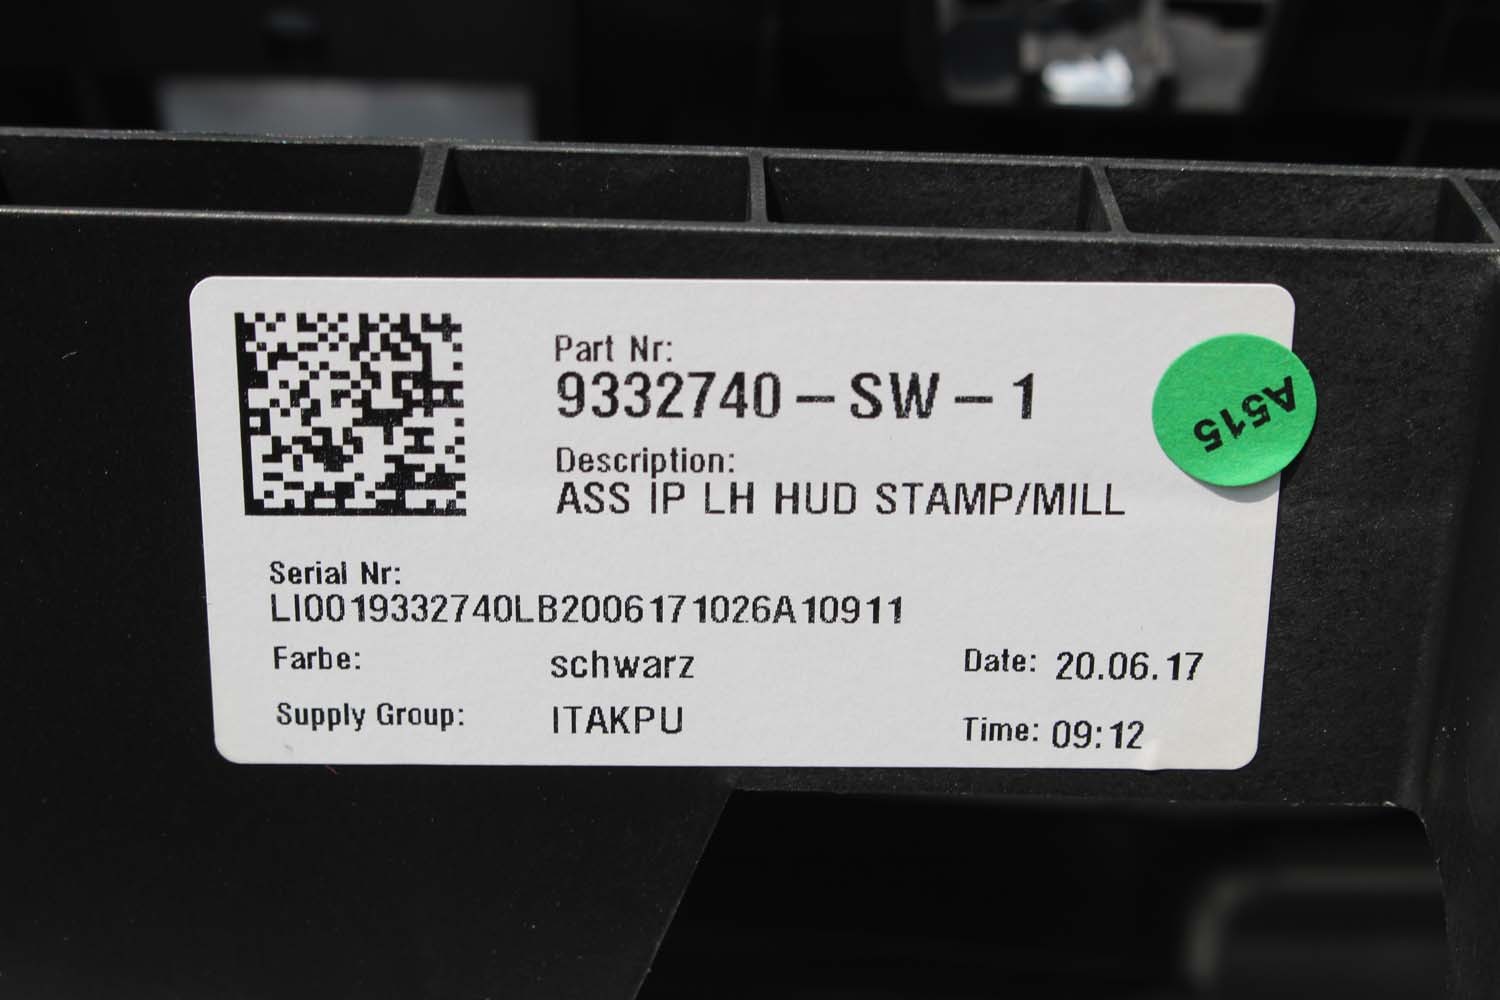 Part Nr:
9332740-SW-1
Description:
ASS IP LH HUD STAMP/MILL
A515
Serial Nr:
LI0019332740LB2006171026A10911
Farbe: schwarz Date: 20.06.17
Supply Group: ITAKPU Time: 09:12